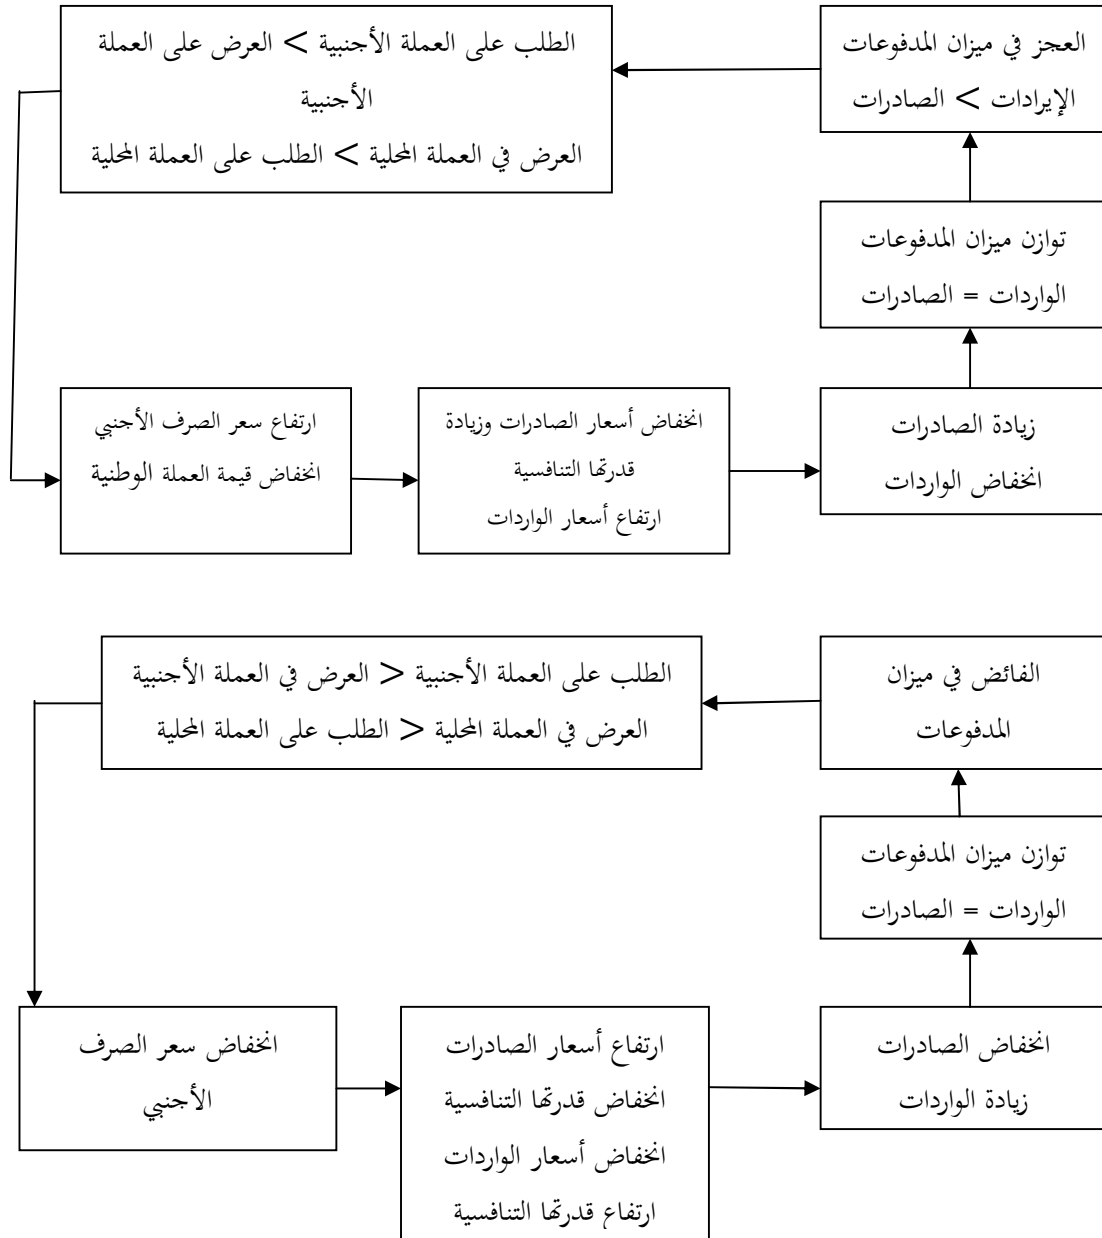 العجز في ميزان المدفوعات
الإيرادات > الصادرات
الطلب على العملة الأجنبية > العرض على العملة
الأجنبية
العرض في العملة المحلية > الطلب على العملة المحلية
توازن ميزان المدفوعات
الواردات = الصادرات
زيادة الصادرات
انخفاض الواردات
انخفاض أسعار الصادرات وزيادة
قدرتها التنافسية
ارتفاع أسعار الواردات
ارتفاع سعر الصرف الأجنبي
انخفاض قيمة العملة الوطنية
الفائض في ميزان
المدفوعات
الطلب على العملة الأجنبية < العرض في العملة الأجنبية
العرض في العملة المحلية < الطلب على العملة المحلية
توازن ميزان المدفوعات
الواردات = الصادرات
انخفاض الصادرات
زيادة الواردات
ارتفاع أسعار الصادرات
انخفاض قدرتها التنافسية
انخفاض أسعار الواردات
ارتفاع قدرتها التنافسية
انخفاض سعر الصرف
الأجنبي